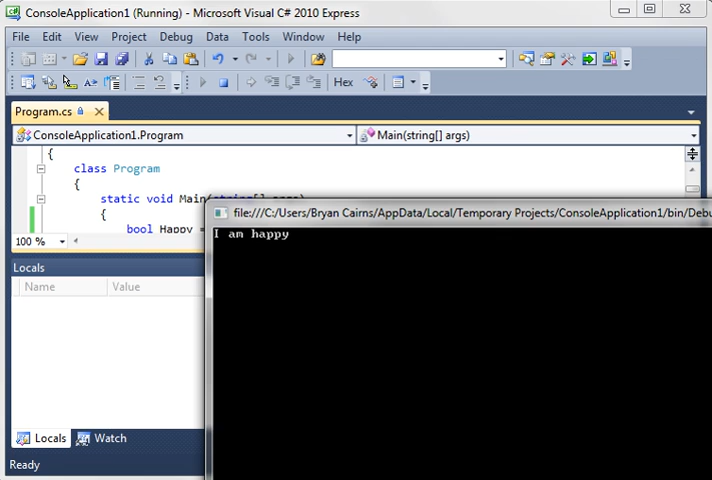 ConsoleApplication1 (Running) - Microsoft Visual C# 2010 Express
File Edit View Project Debug Data Tools Window Help
Hex
Program.cs
ConsoleApplication1.Program Main(string[] args)
{
class Program
{
static void Main(string[] args)
{
bool Happy =
100 %
file:///C:/Users/Bryan Cairns/AppData/Local/Temporary Projects/ConsoleApplication1/bin/Debu
I am happy
Locals
Name Value
Locals Watch
Ready